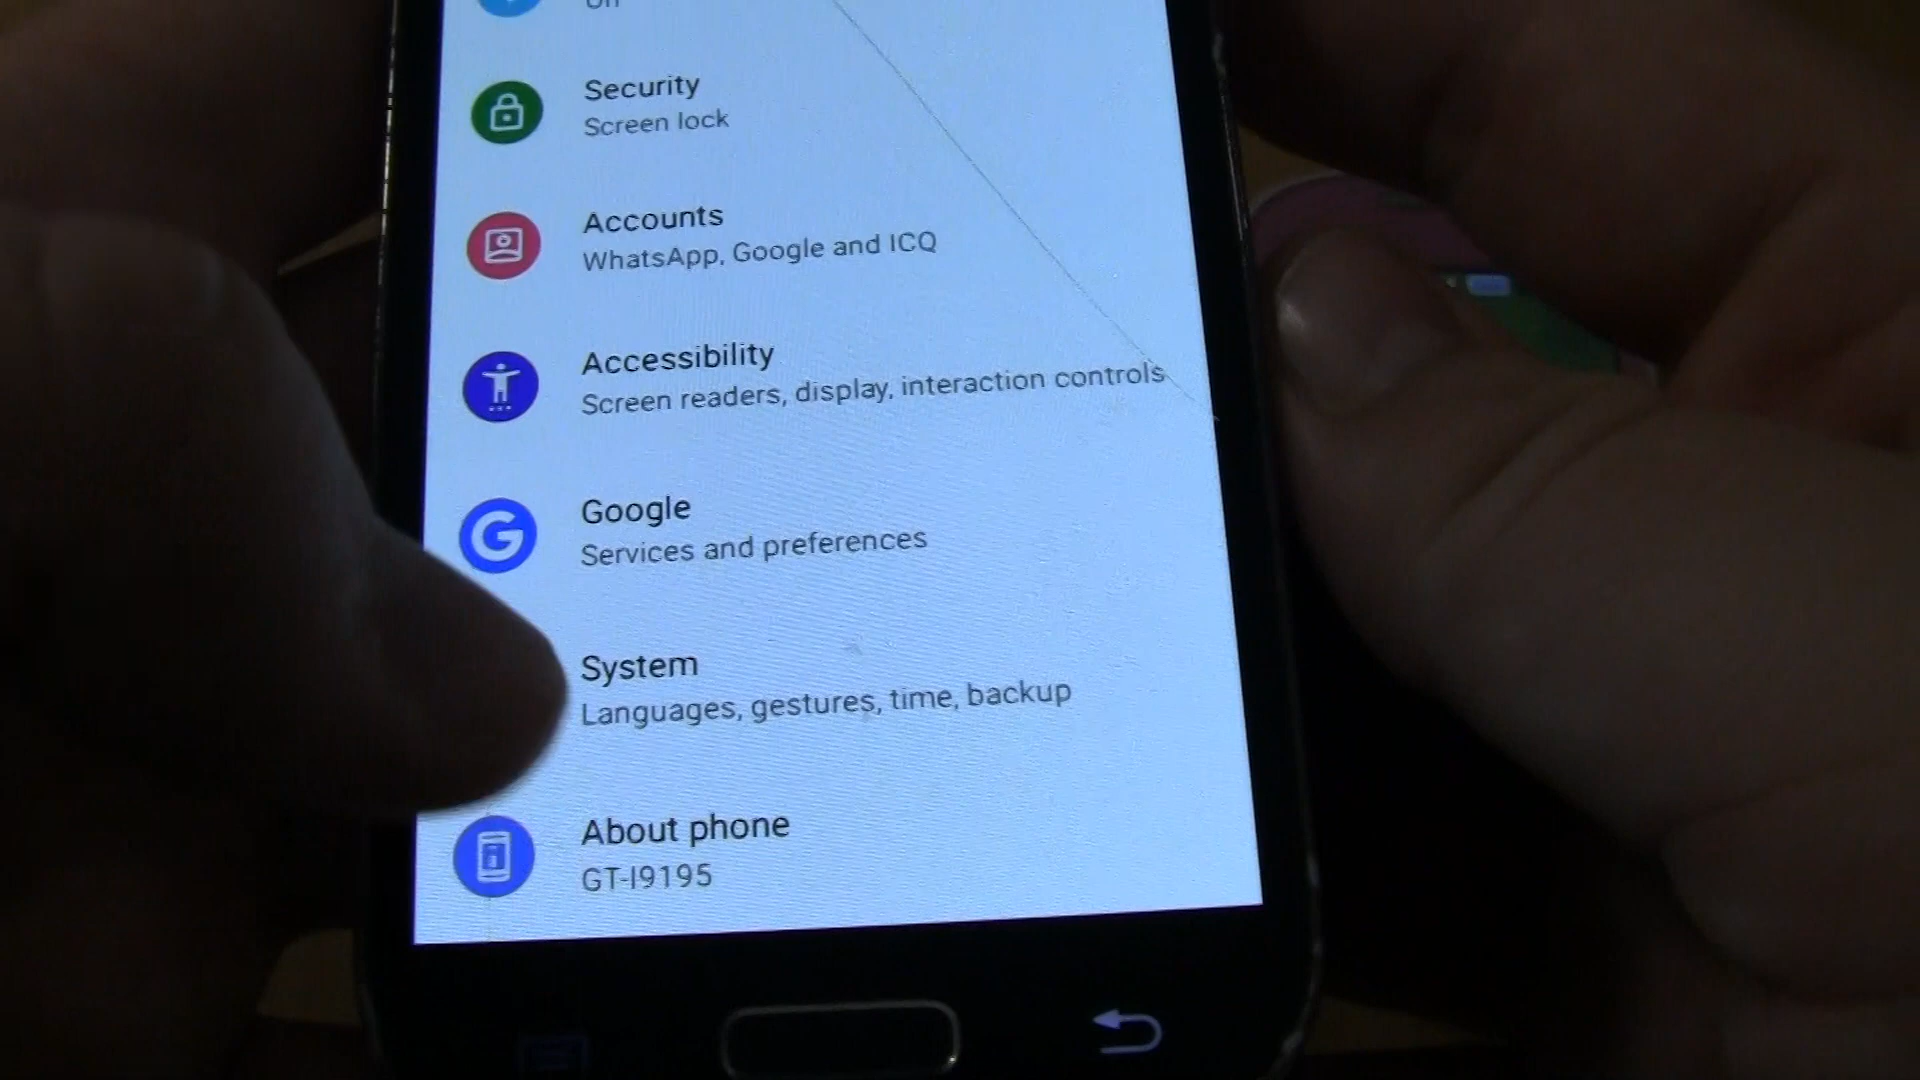 On
Security
Screen lock
Accounts
WhatsApp, Google and ICQ
Accessibility
Screen readers, display, interaction controls
Google
Services and preferences
System
Languages, gestures, time, backup
About phone
GT-I9195